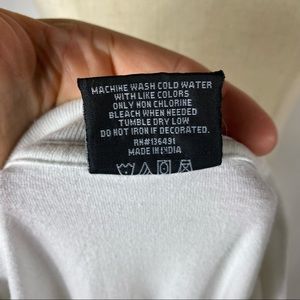 MACHINE WASH COLD WATER
WITH LIKE COLORS
ONLY NON CHLORINE
BLEACH WHEN NEEDED
TUMBLE DRY LOW
DO NOT IRON IF DECORATED.
RN#136491
MADE IN INDIA